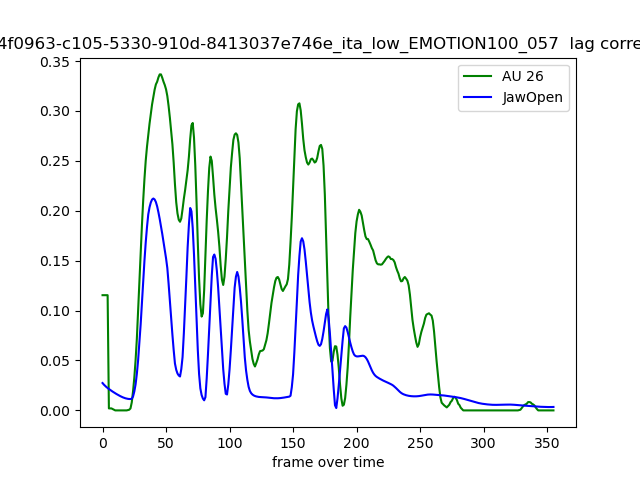 4f0963-c105-5330-910d-8413037e746e_ita_low_EMOTION100_057 lag corre
AU 26
JawOpen
0.35
0.30
0.25
0.20
0.15
0.10
0.05
0.00
0 50 100 150 200 250 300 350
frame over time